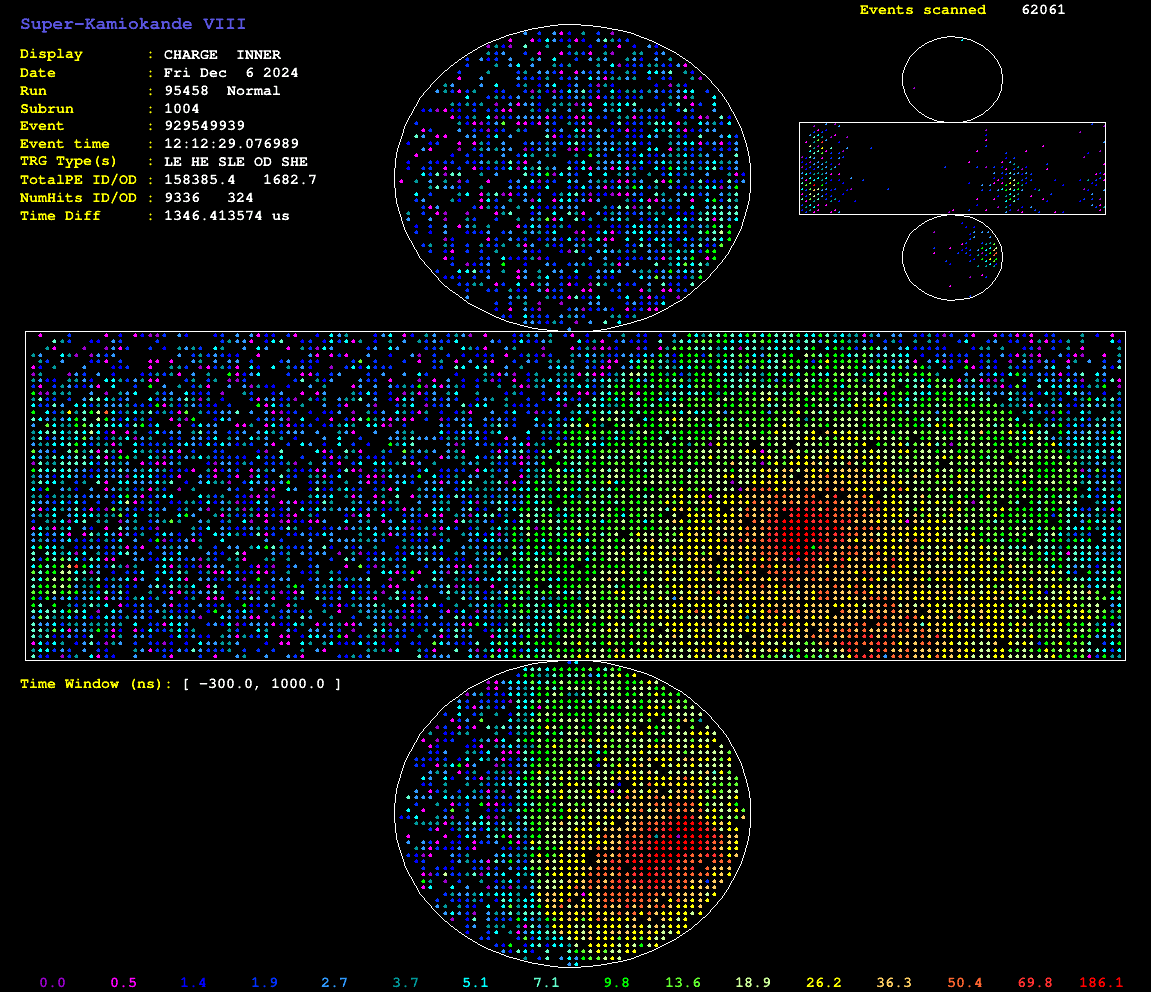 Super-Kamiokande VIII
Events scanned 62061
Display : CHARGE INNER
Date : Fri Dec 6 2024
Run : 95458 Normal
Subrun : 1004
Event : 929549939
Event time : 12:12:29.076989
TRG Type(s) : LE HE SLE OD SHE
TotalPE ID/OD : 158385.4 1682.7
NumHits ID/OD : 9336 324
Time Diff : 1346.413574 us
Time Window (ns): [ -300.0, 1000.0 ]
0.0 0.5 1.4 1.9 2.7 3.7 5.1 7.1 9.8 13.6 18.9 26.2 36.3 50.4 69.8 186.1